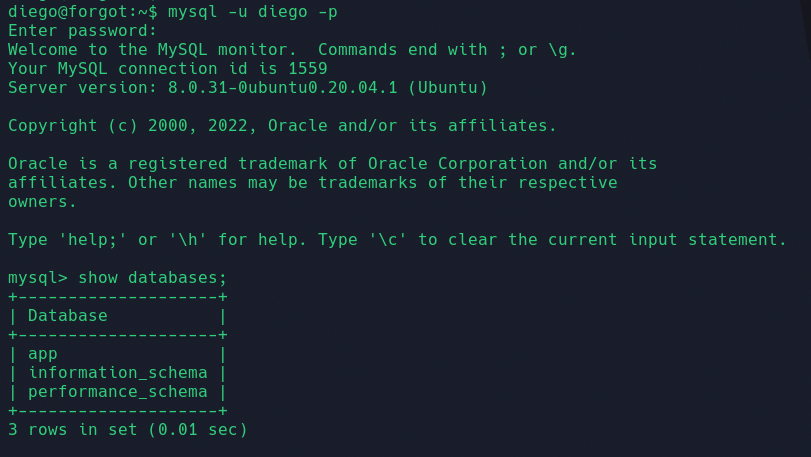 diego@forgot:~$ mysql -u diego -p
Enter password:
Welcome to the MySQL monitor.  Commands end with ; or \g.
Your MySQL connection id is 1559
Server version: 8.0.31-0ubuntu0.20.04.1 (Ubuntu)

Copyright (c) 2000, 2022, Oracle and/or its affiliates.

Oracle is a registered trademark of Oracle Corporation and/or its
affiliates. Other names may be trademarks of their respective
owners.

Type 'help;' or '\h' for help. Type '\c' to clear the current input statement.

mysql> show databases;
+--------------------+
| Database           |
+--------------------+
| app                |
| information_schema |
| performance_schema |
+--------------------+
3 rows in set (0.01 sec)